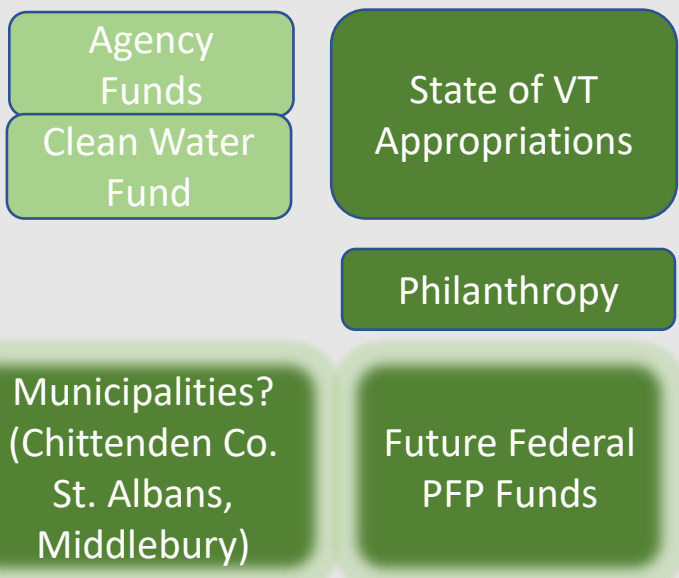 Agency
Funds
Clean Water
Fund
State of VT
Appropriations
Philanthropy
Municipalities?
(Chittenden Co.
St. Albans,
Middlebury)
Future Federal
PFP Funds